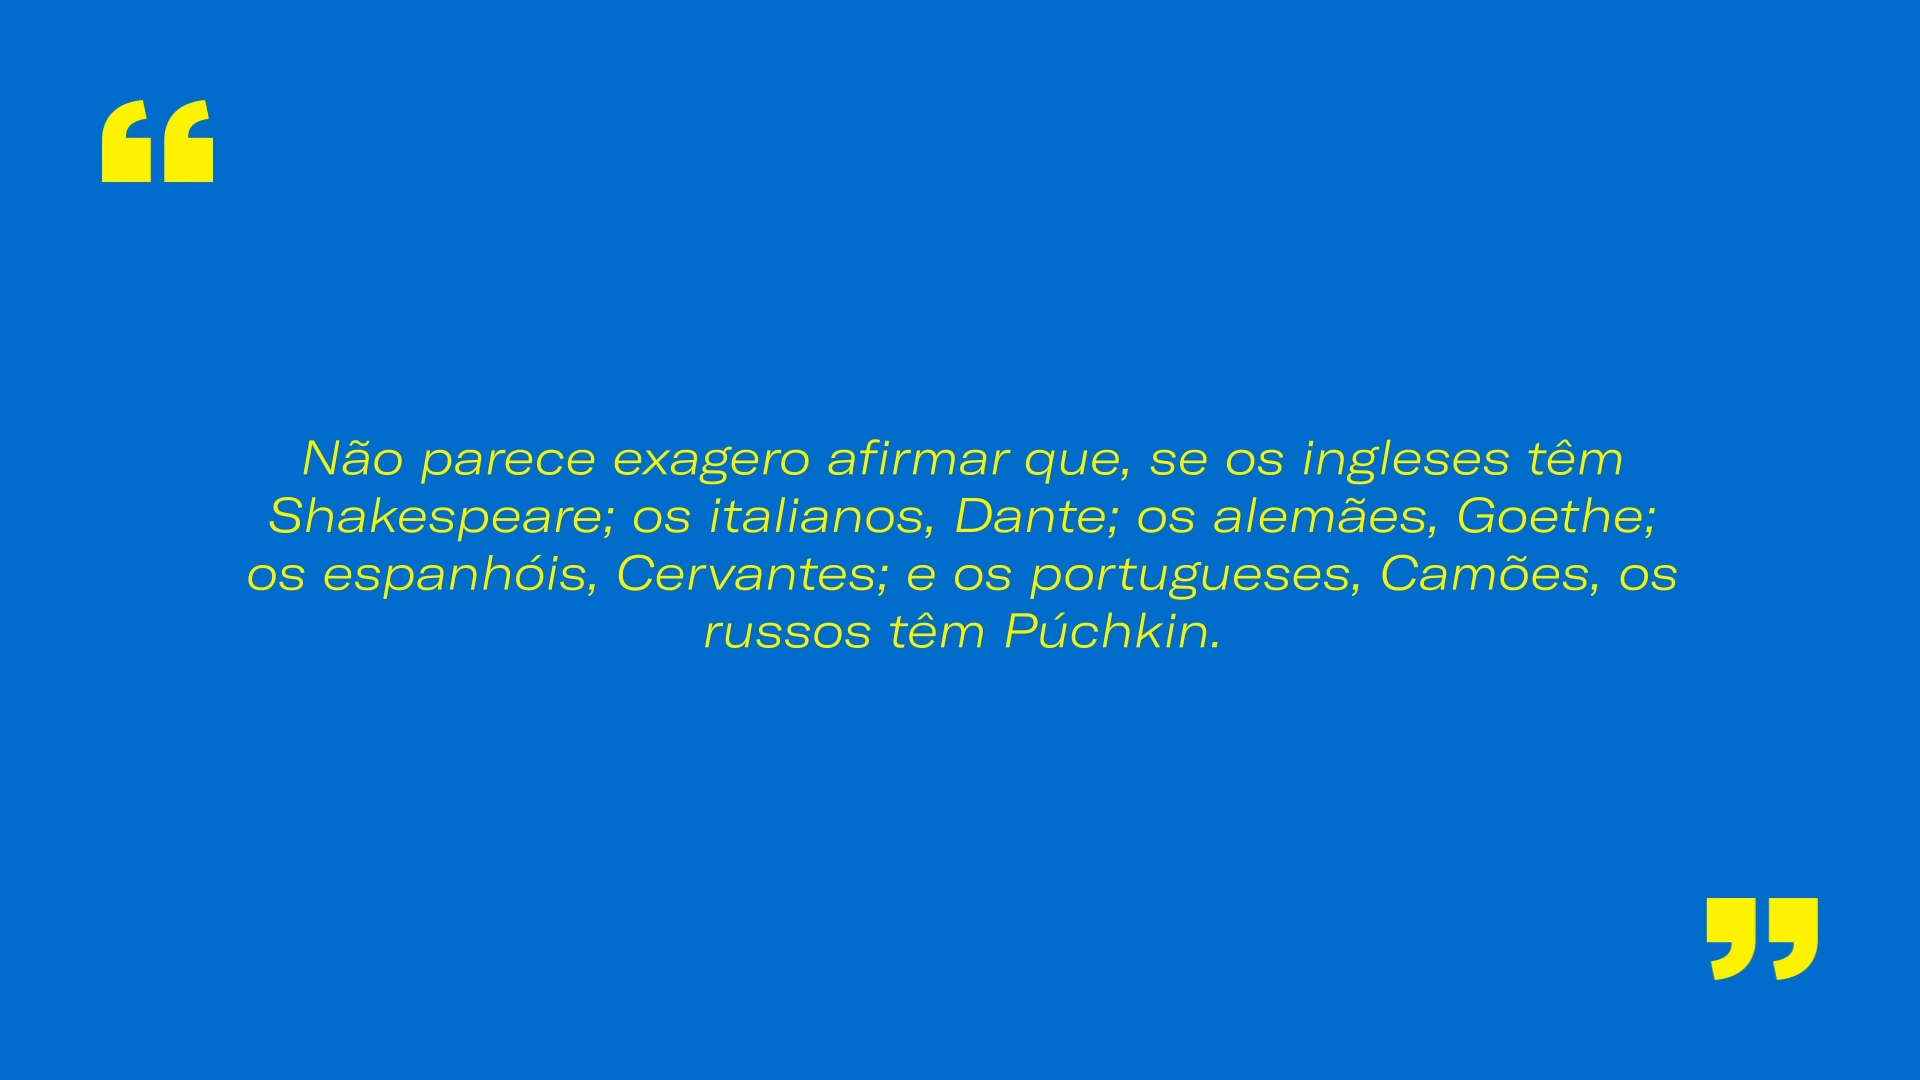 “
Não parece exagero afirmar que, se os ingleses têm
Shakespeare; os italianos, Dante; os alemães, Goethe;
os espanhóis, Cervantes; e os portugueses, Camões, os
russos têm Púchkin.
”